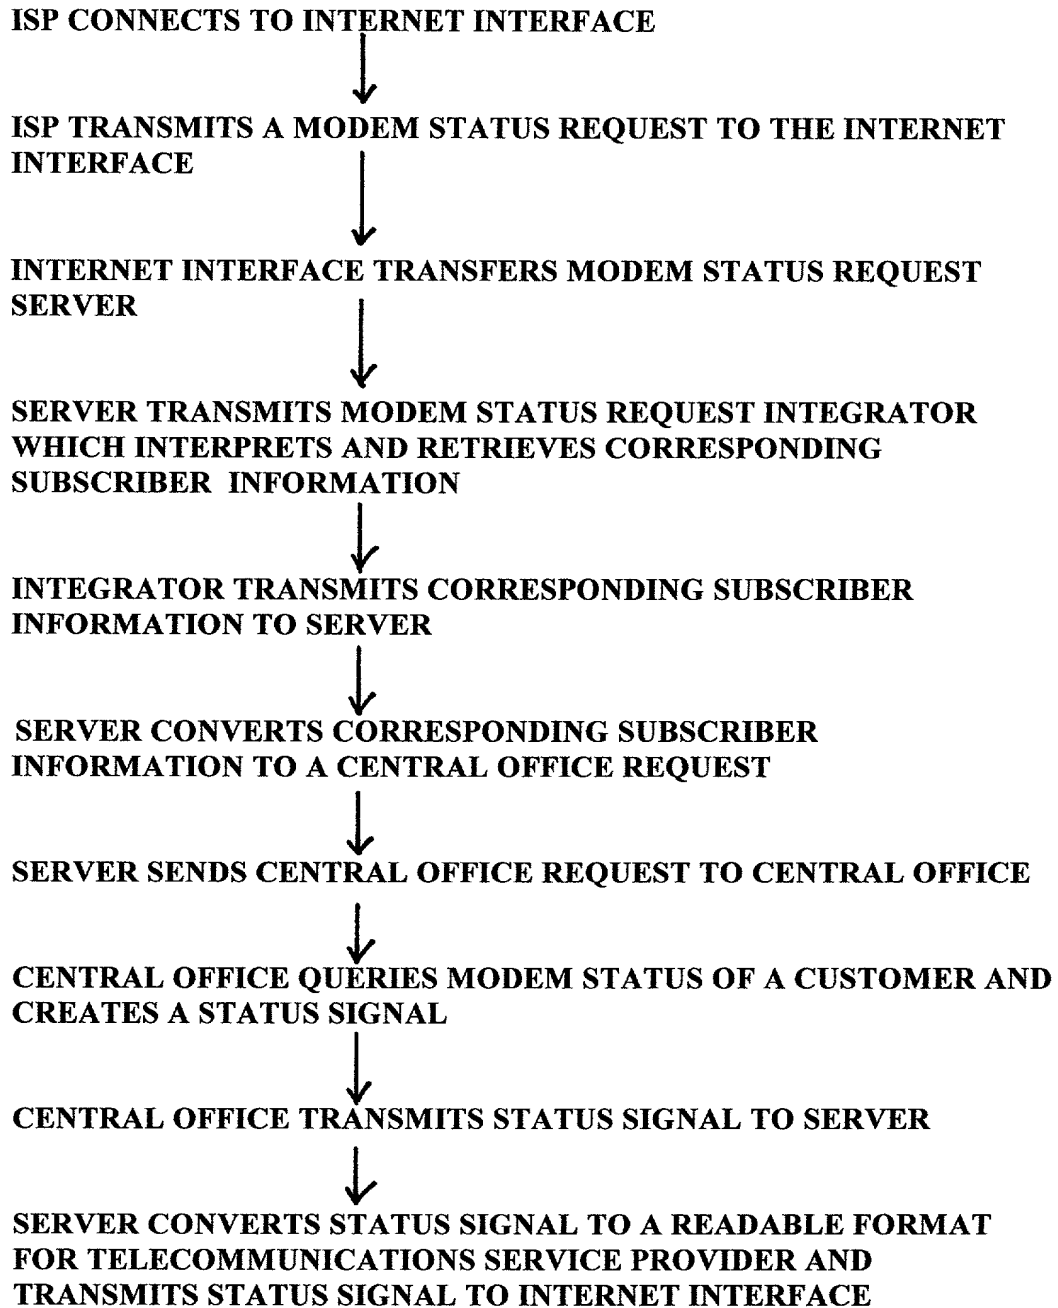 ISP CONNECTS TO INTERNET INTERFACE
ISP TRANSMITS A MODEM STATUS REQUEST TO THE INTERNET
INTERFACE
INTERNET INTERFACE TRANSFERS MODEM STATUS REQUEST
SERVER
SERVER TRANSMITS MODEM STATUS REQUEST INTEGRATOR
WHICH INTERPRETS AND RETRIEVES CORRESPONDING
SUBSCRIBER INFORMATION
INTEGRATOR TRANSMITS CORRESPONDING SUBSCRIBER
INFORMATION TO SERVER
SERVER CONVERTS CORRESPONDING SUBSCRIBER
INFORMATION TO A CENTRAL OFFICE REQUEST
SERVER SENDS CENTRAL OFFICE REQUEST TO CENTRAL OFFICE
CENTRAL OFFICE QUERIES MODEM STATUS OF A CUSTOMER AND
CREATES A STATUS SIGNAL
CENTRAL OFFICE TRANSMITS STATUS SIGNAL TO SERVER
SERVER CONVERTS STATUS SIGNAL TO A READABLE FORMAT
FOR TELECOMMUNICATIONS SERVICE PROVIDER AND
TRANSMITS STATUS SIGNAL TO INTERNET INTERFACE